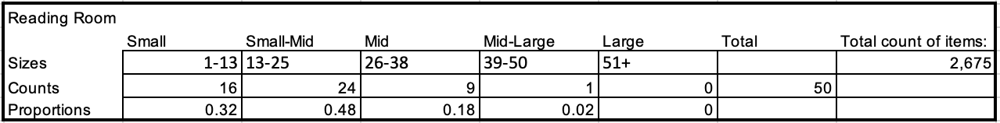 Reading Room
Small Small-Mid Mid Mid-Large Large Total Total count of items:
Sizes 1-13 13-25 26-38 39-50 51+ 2,675
Counts 16 24 9 1 0 50
Proportions 0.32 0.48 0.18 0.02 0